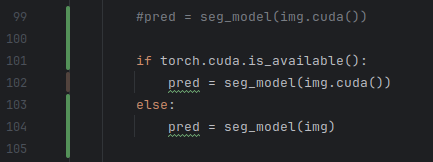 99 #pred = seg_model(img.cuda())
100
101 if torch.cuda.is_available():
102 pred = seg_model(img.cuda())
103 else:
104 pred = seg_model(img)
105